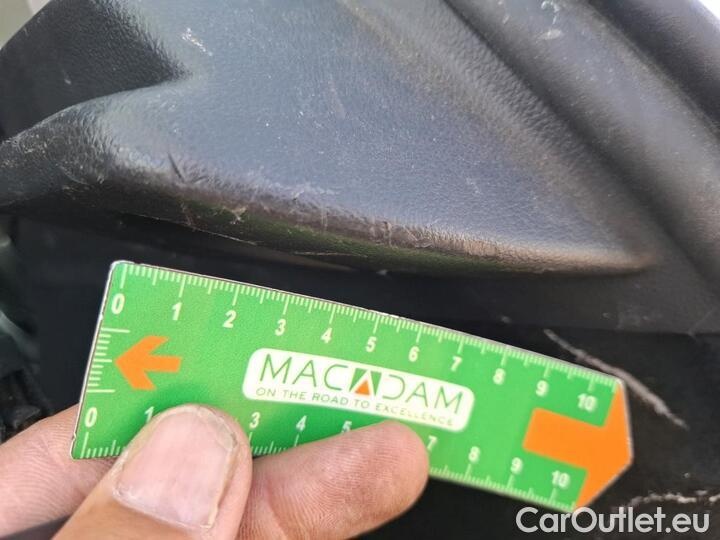 0 1 2 3 4 5 6 7 8 9 10
MACADAM
ON THE ROAD TO EXCELLENCE
0 1 3 4 5 7 8 9 10
CarOutlet.eu